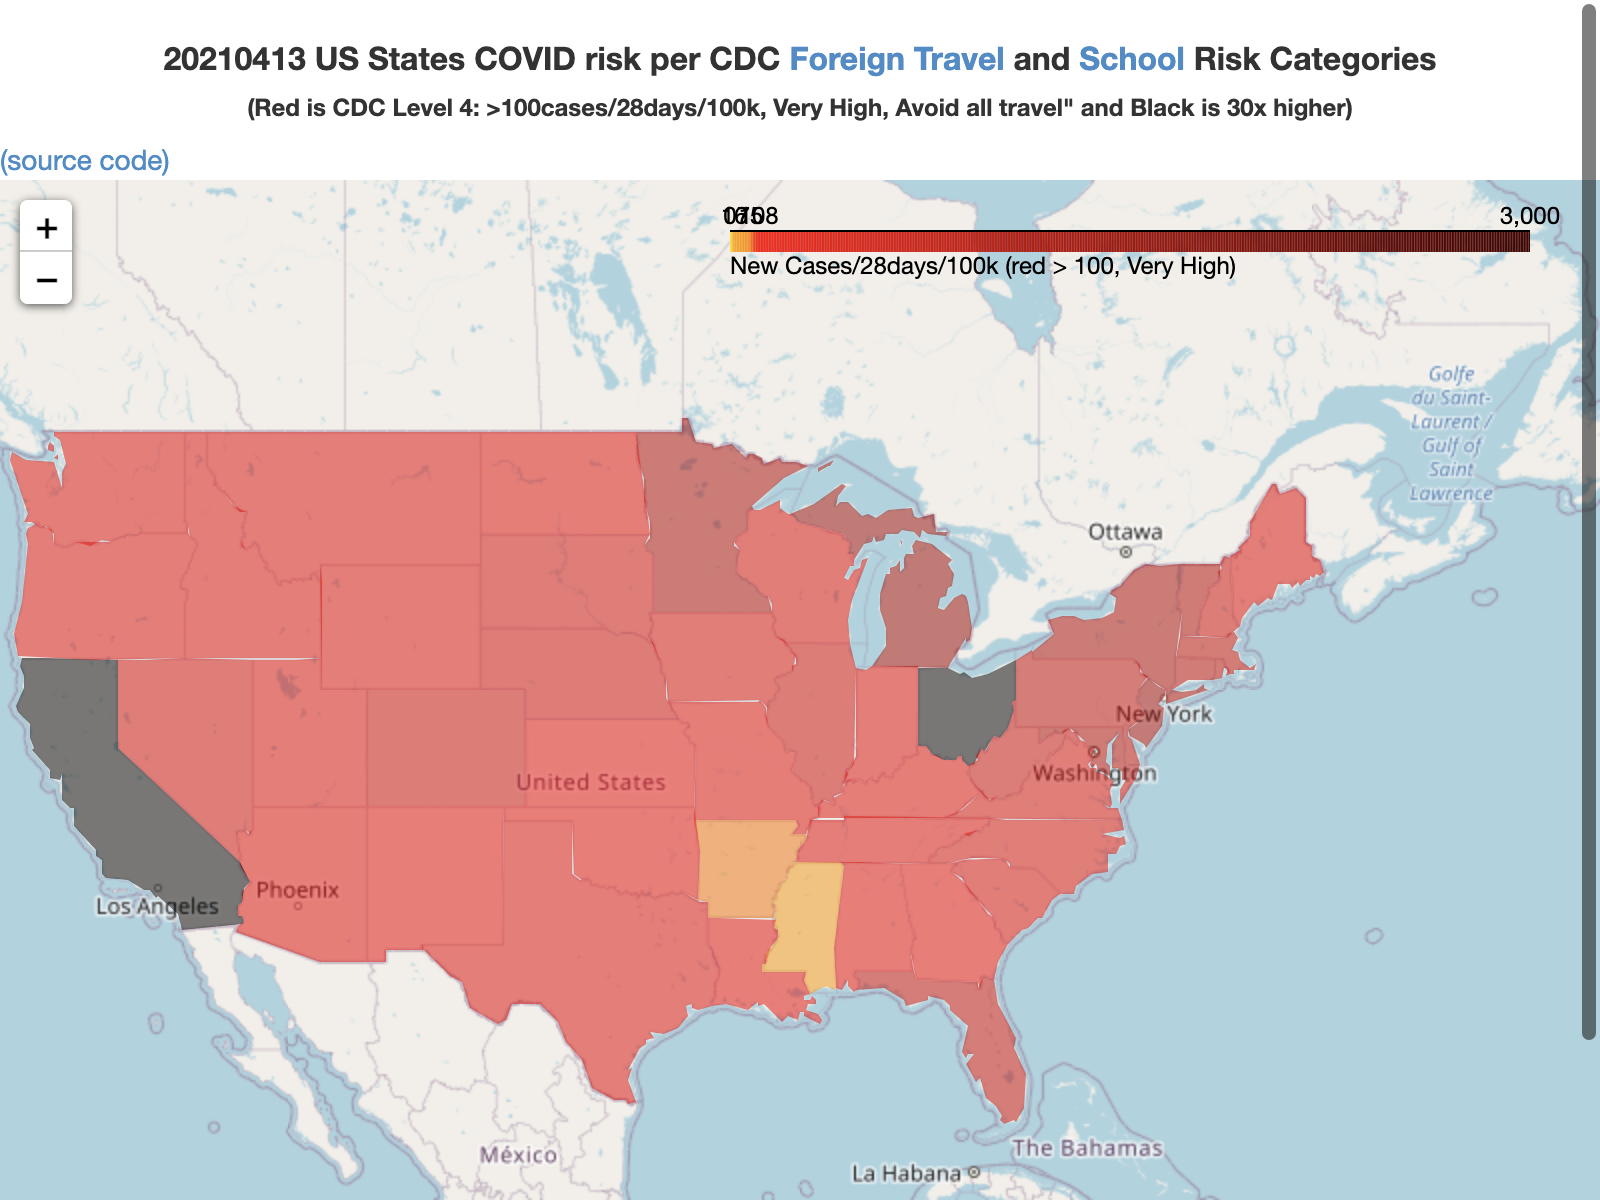 20210413 US States COVID risk per CDC Foreign Travel and School Risk Categories
(Red is CDC Level 4: >100cases/28days/100k, Very High, Avoid all travel" and Black is 30x higher)
(source code)
+
−
3,000
New Cases/28days/100k (red > 100, Very High)
Golfe
du Saint-
Laurent /
Gulf of
Saint
Lawrence
Ottawa
New York
Washington
United States
Phoenix
Los Angeles
México
The Bahamas
La Habana